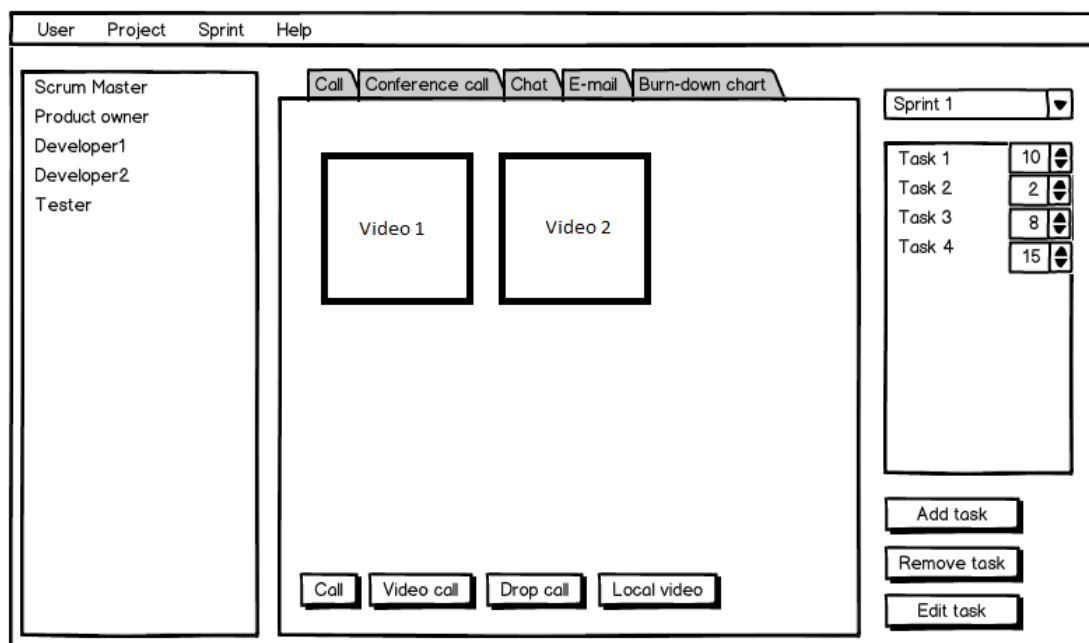 User Project Sprint Help
Scrum Master
Product owner
Developer1
Developer2
Tester
Call Conference call Chat E-mail Burn-down chart
Video 1 Video 2
Call Video call Drop call Local video
Sprint 1
Task 1 10
Task 2 2
Task 3 8
Task 4 15
Add task
Remove task
Edit task